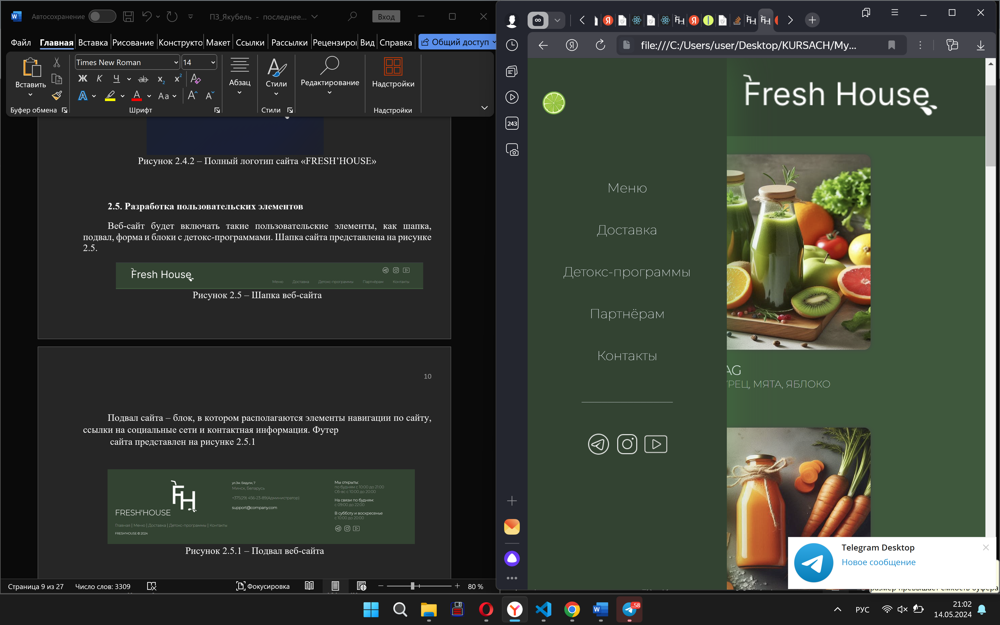 Автосохранение
ПЗ_Якубель - последнее...
Вход
Файл Главная Вставка Рисование Конструкто Макет Ссылки Рассылки Рецензиро Вид Справка Общий доступ
Вставить
Буфер обмена
Times New Roman 14
Ж К Ч ab x₂ x² A
A A Aa A A
Шрифт
Абзац
Стили
Стили
Редактирование
Надстройки
Надстройки
Рисунок 2.4.2 – Полный логотип сайта «FRESH’HOUSE»
2.5. Разработка пользовательских элементов
Веб-сайт будет включать такие пользовательские элементы, как шапка,
подвал, форма и блоки с детокс-программами. Шапка сайта представлена на рисунке
2.5.
Fresh House
Меню Доставка Детокс-программы Партнёрам Контакты
Рисунок 2.5 – Шапка веб-сайта
10
Подвал сайта – блок, в котором располагаются элементы навигации по сайту,
ссылки на социальные сети и контактная информация. Футер
сайта представлен на рисунке 2.5.1
FH
FRESH'HOUSE
Главная | Меню | Доставка | Детокс-программы | Контакты
FRESH'HOUSE © 2024
ул.Зм. Бядули, 7
Минск, Беларусь
+375(29) 456-23-89(Администратор)
support@company.com
Мы открыты:
по будням с 10:00 до 21:00
Сб-вс с 10:00 до 20:00
На связи по будням:
с 09:00 до 22:00
В субботу и воскресенье
с 10:00 до 20:00
Рисунок 2.5.1 – Подвал веб-сайта
Страница 9 из 27 Число слов: 3309 Фокусировка 80 %
file:///C:/Users/user/Desktop/KURSACH/My...
243
Fresh House
Меню
Доставка
Детокс-программы
Партнёрам
Контакты
AG
УРЕЦ, МЯТА, ЯБЛОКО
Telegram Desktop
Новое сообщение
размер превышает емкость буфера
..58
РУС
21:02
14.05.2024